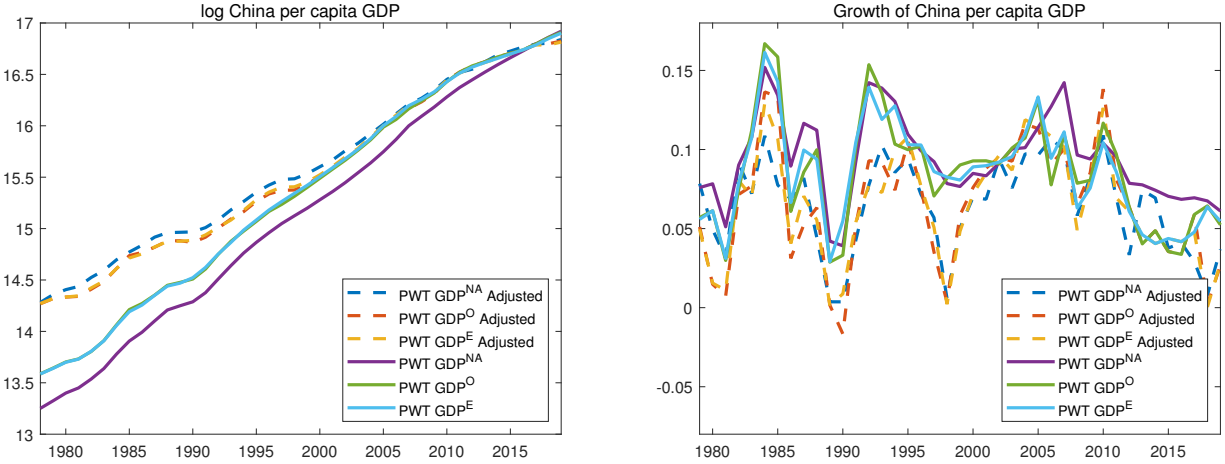 log China per capita GDP
17
16.5
16
15.5
15
14.5
14
13.5
13
1980 1985 1990 1995 2000 2005 2010 2015
PWT GDP^NA Adjusted
PWT GDP^O Adjusted
PWT GDP^E Adjusted
PWT GDP^NA
PWT GDP^O
PWT GDP^E
Growth of China per capita GDP
0.15
0.1
0.05
0
-0.05
1980 1985 1990 1995 2000 2005 2010 2015
PWT GDP^NA Adjusted
PWT GDP^O Adjusted
PWT GDP^E Adjusted
PWT GDP^NA
PWT GDP^O
PWT GDP^E